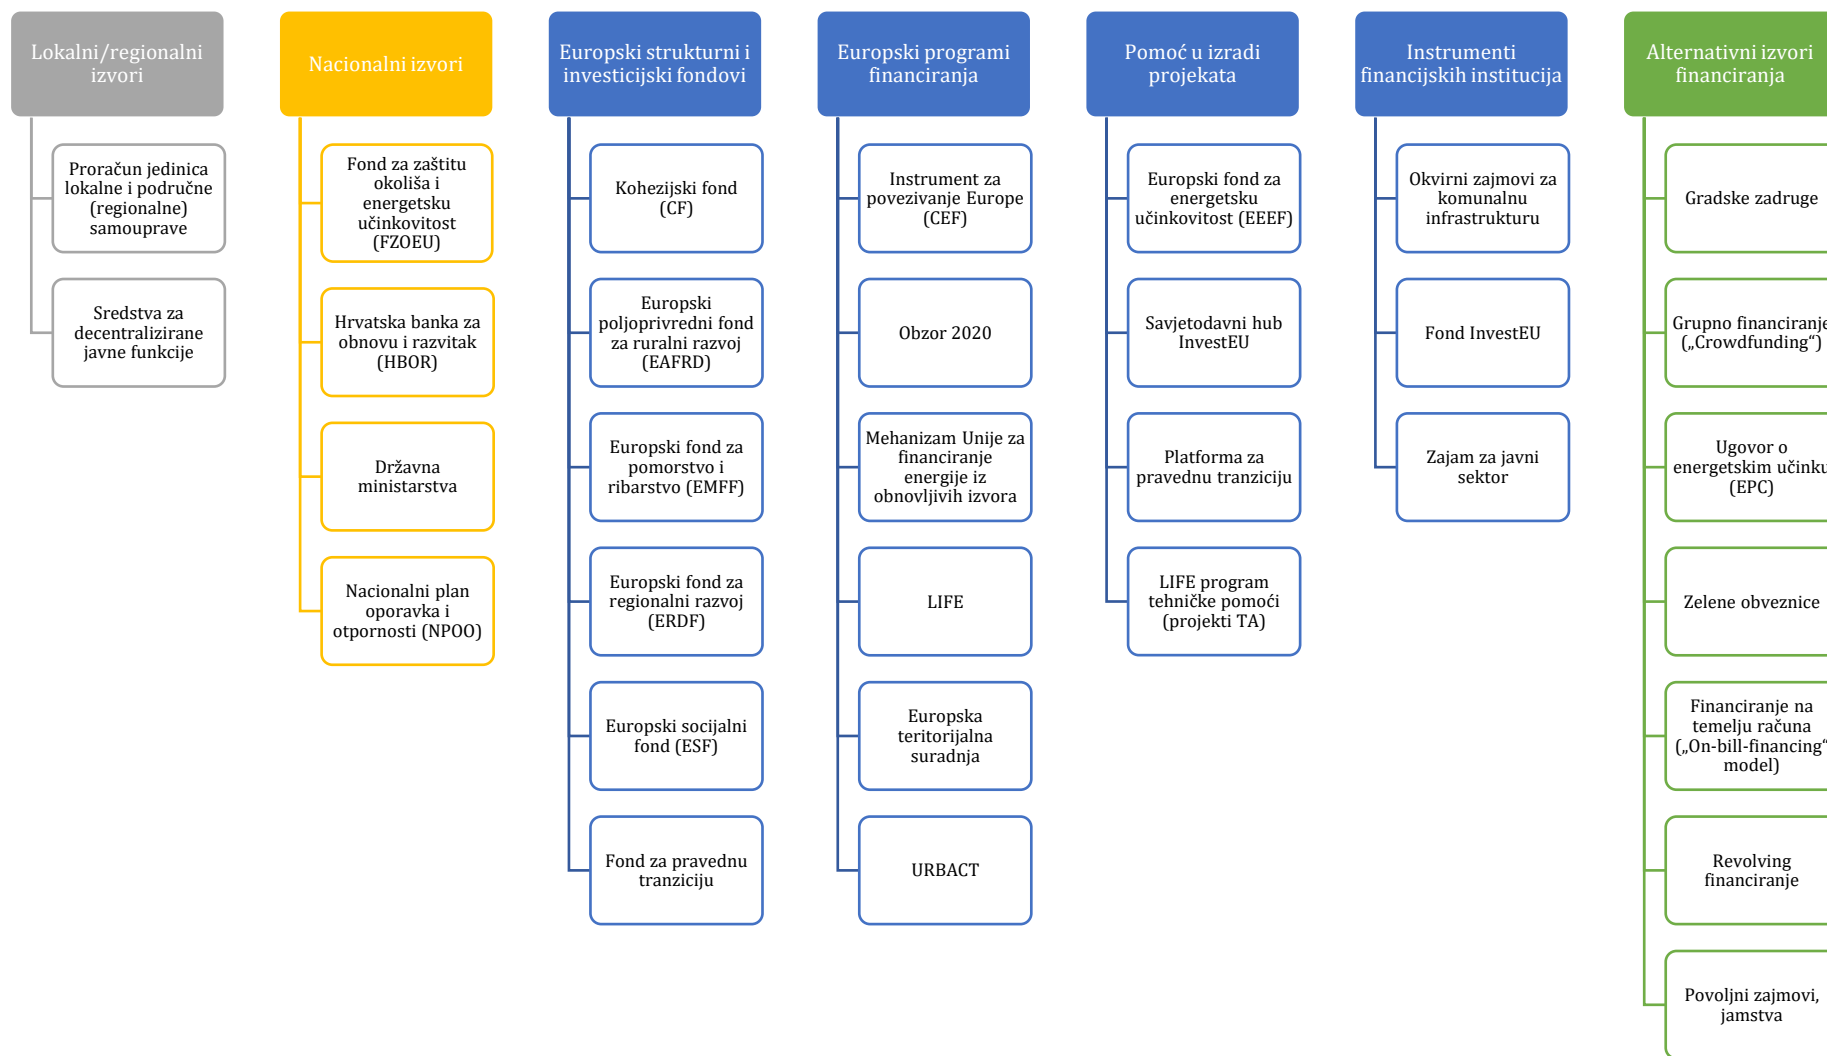 Lokalni/regionalni
izvori
Proračun jedinica
lokalne i područne
(regionalne)
samouprave
Sredstva za
decentralizirane
javne funkcije
Nacionalni izvori
Fond za zaštitu
okoliša i
energetsku
učinkovitost
(FZOEU)
Hrvatska banka za
obnovu i razvitak
(HBOR)
Državna
ministarstva
Nacionalni plan
oporavka i
otpornosti (NPOO)
Europski strukturni i
investicijski fondovi
Kohezijski fond
(CF)
Europski
poljoprivredni fond
za ruralni razvoj
(EAFRD)
Europski fond za
pomorstvo i
ribarstvo (EMFF)
Europski fond za
regionalni razvoj
(ERDF)
Europski socijalni
fond (ESF)
Fond za pravednu
tranziciju
Europski programi
financiranja
Instrument za
povezivanje Europe
(CEF)
Obzor 2020
Mehanizam Unije za
financiranje
energije iz
obnovljivih izvora
LIFE
Europska
teritorijalna
suradnja
URBACT
Pomoć u izradi
projekata
Europski fond za
energetsku
učinkovitost (EEEF)
Savjetodavni hub
InvestEU
Platforma za
pravednu tranziciju
LIFE program
tehničke pomoći
(projekti TA)
Instrumenti
financijskih institucija
Okvirni zajmovi za
komunalnu
infrastrukturu
Fond InvestEU
Zajam za javni
sektor
Alternativni izvori
financiranja
Gradske zadruge
Grupno financiranje
(„Crowdfunding“)
Ugovor o
energetskim učinku
(EPC)
Zelene obveznice
Financiranje na
temelju računa
(„On-bill-financing“
model)
Revolving
financiranje
Povoljni zajmovi,
jamstva